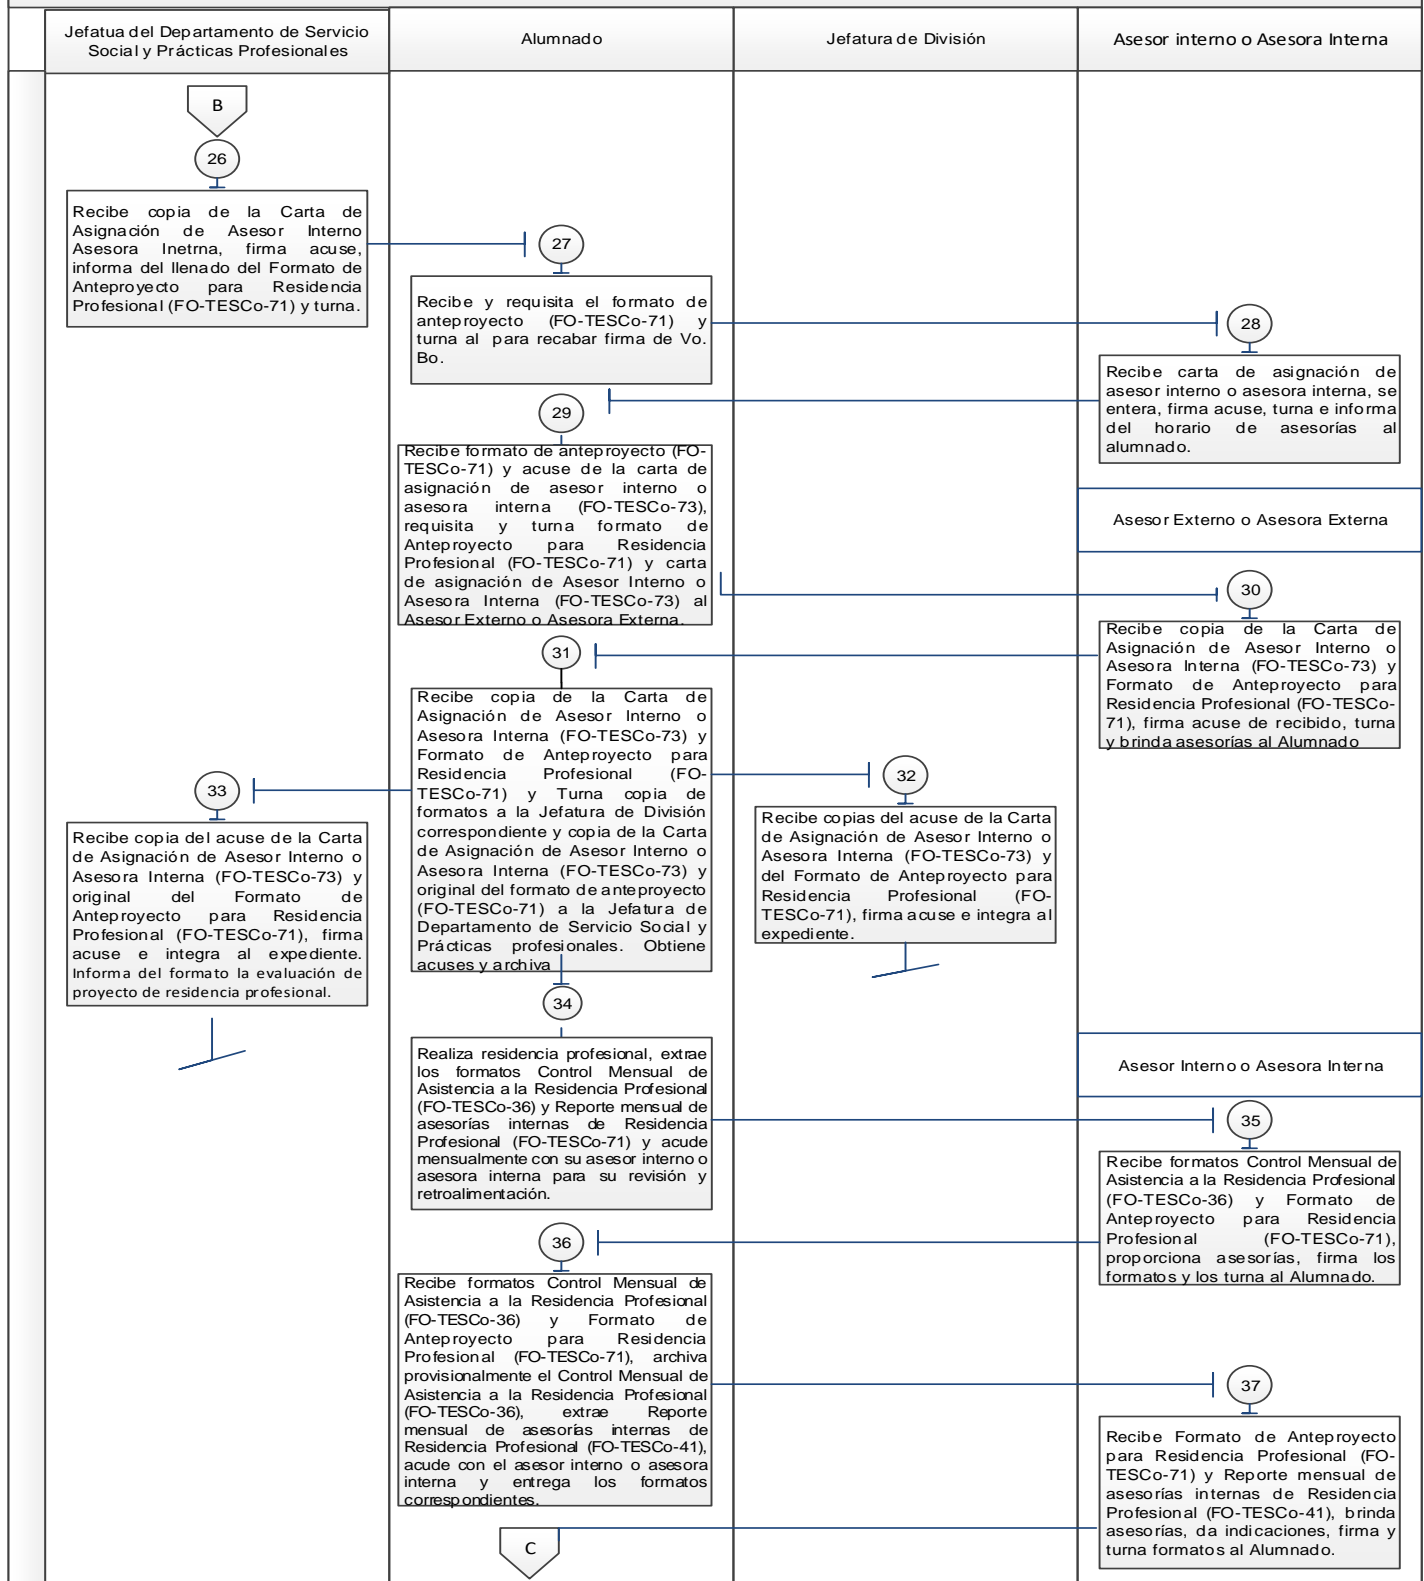 Jefatua del Departamento de Servicio
Social y Prácticas Profesionales
Alumnado
Jefatura de División
Asesor interno o Asesora Interna
B
26
Recibe copia de la Carta de
Asignación de Asesor Interno
Asesora Inetrna, firma acuse,
informa del llenado del Formato de
Anteproyecto para Residencia
Profesional (FO-TESCo-71) y turna.
27
Recibe y requisita el formato de
anteproyecto (FO-TESCo-71) y
turna al para recabar firma de Vo.
Bo.
28
Recibe carta de asignación de
asesor interno o asesora interna, se
entera, firma acuse, turna e informa
del horario de asesorías al
alumnado.
29
Recibe formato de anteproyecto (FO-
TESCo-71) y acuse de la carta de
asignación de asesor interno o
asesora interna (FO-TESCo-73),
requisita y turna formato de
Anteproyecto para Residencia
Profesional (FO-TESCo-71) y carta
de asignación de Asesor Interno o
Asesora Interna (FO-TESCo-73) al
Asesor Externo o Asesora Externa.
Asesor Externo o Asesora Externa
30
Recibe copia de la Carta de
Asignación de Asesor Interno o
Asesora Interna (FO-TESCo-73) y
Formato de Anteproyecto para
Residencia Profesional (FO-TESCo-
71), firma acuse de recibido, turna
y brinda asesorías al Alumnado
31
Recibe copia de la Carta de
Asignación de Asesor Interno o
Asesora Interna (FO-TESCo-73) y
Formato de Anteproyecto para
Residencia Profesional (FO-
TESCo-71) y Turna copia de
formatos a la Jefatura de División
correspondiente y copia de la Carta
de Asignación de Asesor Interno o
Asesora Interna (FO-TESCo-73) y
original del formato de anteproyecto
(FO-TESCo-71) a la Jefatura de
Departamento de Servicio Social y
Prácticas profesionales. Obtiene
acuses y archiva
32
Recibe copias del acuse de la Carta
de Asignación de Asesor Interno o
Asesora Interna (FO-TESCo-73) y
del Formato de Anteproyecto para
Residencia Profesional (FO-
TESCo-71), firma acuse e integra al
expediente.
33
Recibe copia del acuse de la Carta
de Asignación de Asesor Interno o
Asesora Interna (FO-TESCo-73) y
original del Formato de
Anteproyecto para Residencia
Profesional (FO-TESCo-71), firma
acuse e integra al expediente.
Informa del formato la evaluación de
proyecto de residencia profesional.
34
Realiza residencia profesional, extrae
los formatos Control Mensual de
Asistencia a la Residencia Profesional
(FO-TESCo-36) y Reporte mensual de
asesorías internas de Residencia
Profesional (FO-TESCo-71) y acude
mensualmente con su asesor interno o
asesora interna para su revisión y
retroalimentación.
Asesor Interno o Asesora Interna
35
Recibe formatos Control Mensual de
Asistencia a la Residencia Profesional
(FO-TESCo-36) y Formato de
Anteproyecto para Residencia
Profesional (FO-TESCo-71),
proporciona asesorías, firma los
formatos y los turna al Alumnado.
36
Recibe formatos Control Mensual de
Asistencia a la Residencia Profesional
(FO-TESCo-36) y Formato de
Anteproyecto para Residencia
Profesional (FO-TESCo-71), archiva
provisionalmente el Control Mensual de
Asistencia a la Residencia Profesional
(FO-TESCo-36), extrae Reporte
mensual de asesorías internas de
Residencia Profesional (FO-TESCo-41),
acude con el asesor interno o asesora
interna y entrega los formatos
correspondientes.
37
Recibe Formato de Anteproyecto
para Residencia Profesional (FO-
TESCo-71) y Reporte mensual de
asesorías internas de Residencia
Profesional (FO-TESCo-41), brinda
asesorías, da indicaciones, firma y
turna formatos al Alumnado.
C